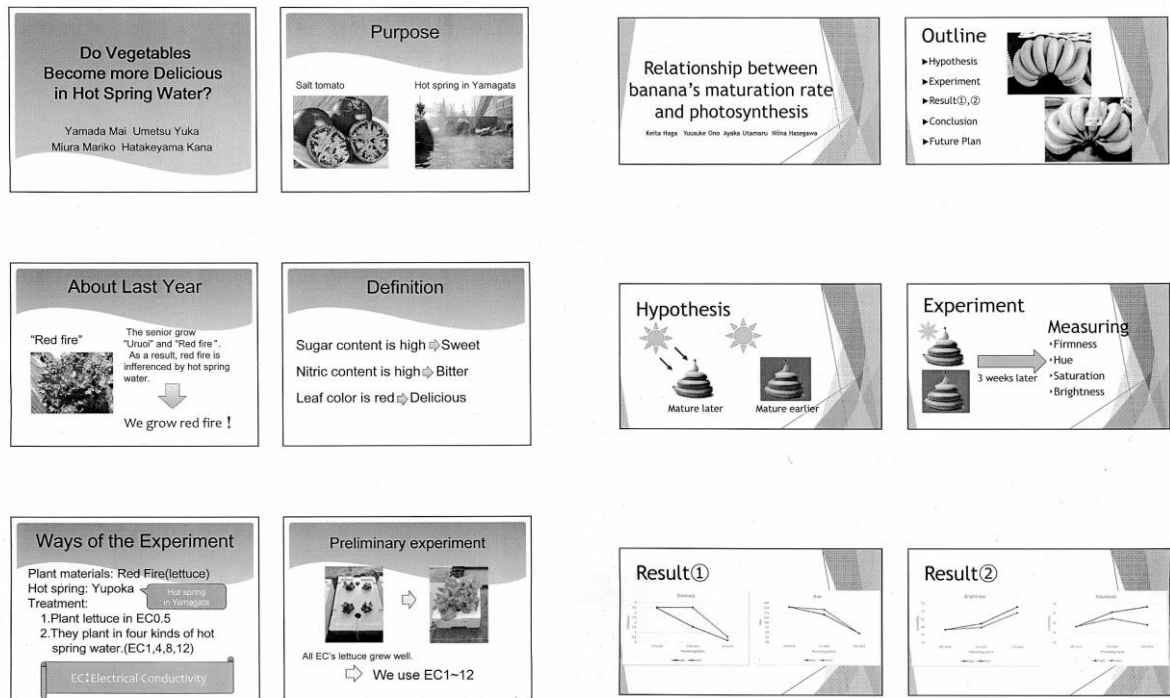 Do Vegetables
Become more Delicious
in Hot Spring Water?
Yamada Mai Umetsu Yuka
Miura Mariko Hatakeyama Kana
Purpose
Salt tomato
Hot spring in Yamagata
About Last Year
"Red fire"
The senior grow
"Uruoi" and "Red fire".
As a result, red fire is
infferenced by hot spring
water.
We grow red fire !
Definition
Sugar content is high⇨Sweet
Nitric content is high⇨Bitter
Leaf color is red⇨Delicious
Ways of the Experiment
Plant materials: Red Fire(lettuce)
Hot spring: Yupoka
Hot spring
in Yamagata
Treatment:
1.Plant lettuce in EC0.5
2.They plant in four kinds of hot
spring water.(EC1,4,8,12)
EC:Electrical Conductivity
Preliminary experiment
All EC's lettuce grew well.
⇨ We use EC1~12
Relationship between
banana's maturation rate
and photosynthesis
Keita Haga Yuusuke Ono Ayaka Utamaru Niina Hasegawa
Outline
▶Hypothesis
▶Experiment
▶Result①,②
▶Conclusion
▶Future Plan
Hypothesis
Mature later
Mature earlier
Experiment
3 weeks later
Measuring
‣Firmness
‣Hue
‣Saturation
‣Brightness
Result①
Hue
Result②
Brightness
Saturation